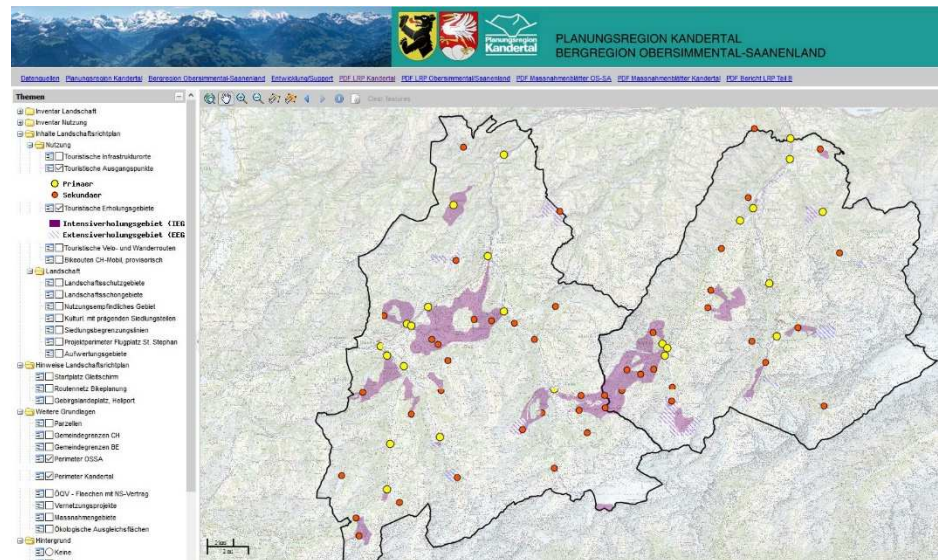 Planungsregion
Kandertal
PLANUNGSREGION KANDERTAL
BERGREGION OBERSIMMENTAL-SAANENLAND
Datenquellen Planungsregion Kandertal Bergregion Obersimmental-Saanenland Entwicklung/Support PDF LRP Kandertal PDF LRP Obersimmental/Saanenland PDF Massnahmenblätter OS-SA PDF Massnahmenblätter Kandertal PDF Bericht LRP Teil B
Themen
Clear features
Inventar Landschaft
Inventar Nutzung
Inhalte Landschaftsrichtplan
Nutzung
Touristische Infrastrukturorte
Touristische Ausgangspunkte
Primaer
Sekundaer
Touristische Erholungsgebiete
Intensiverholungsgebiet (IEG
Extensiverholungsgebiet (EEG
Touristische Velo- und Wanderrouten
Bikeouten CH-Mobil, provisorisch
Landschaft
Landschaftsschutzgebiete
Landschaftsschongebiete
Nutzungsempfindliches Gebiet
Kulturl. mit prägenden Siedlungsteilen
Siedlungsbegrenzungslinien
Projektperimeter Flugplatz St. Stephan
Aufwertungsgebiete
Hinweise Landschaftsrichtplan
Startplatz Gleitschirm
Routennetz Bikeplanung
Gebirgslandeplatz, Heliport
Weitere Grundlagen
Parzellen
Gemeindegrenzen CH
Gemeindegrenzen BE
Perimeter OSSA
Perimeter Kandertal
ÖQV - Flaechen mit NS-Vertrag
Vernetzungsprojekte
Massnahmengebiete
Ökologische Ausgleichsflächen
Hintergrund
Keine